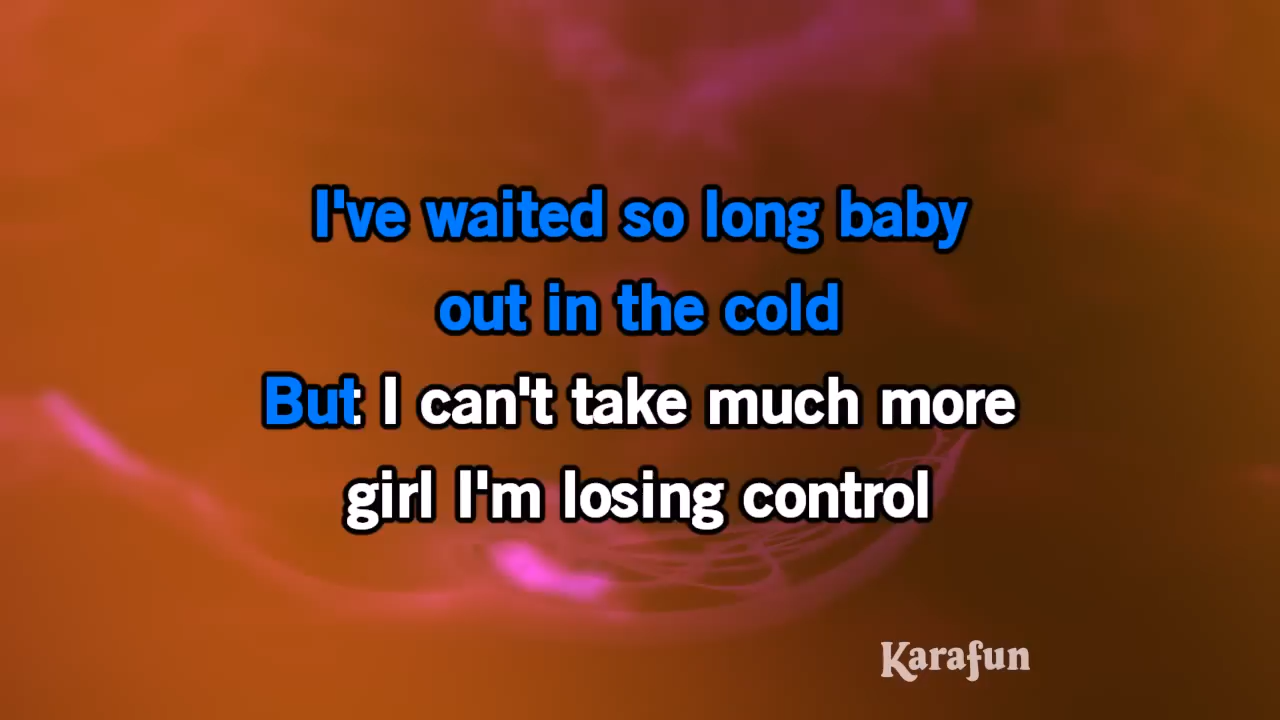 I've waited so long baby
out in the cold
But I can't take much more
girl I'm losing control
Karafun